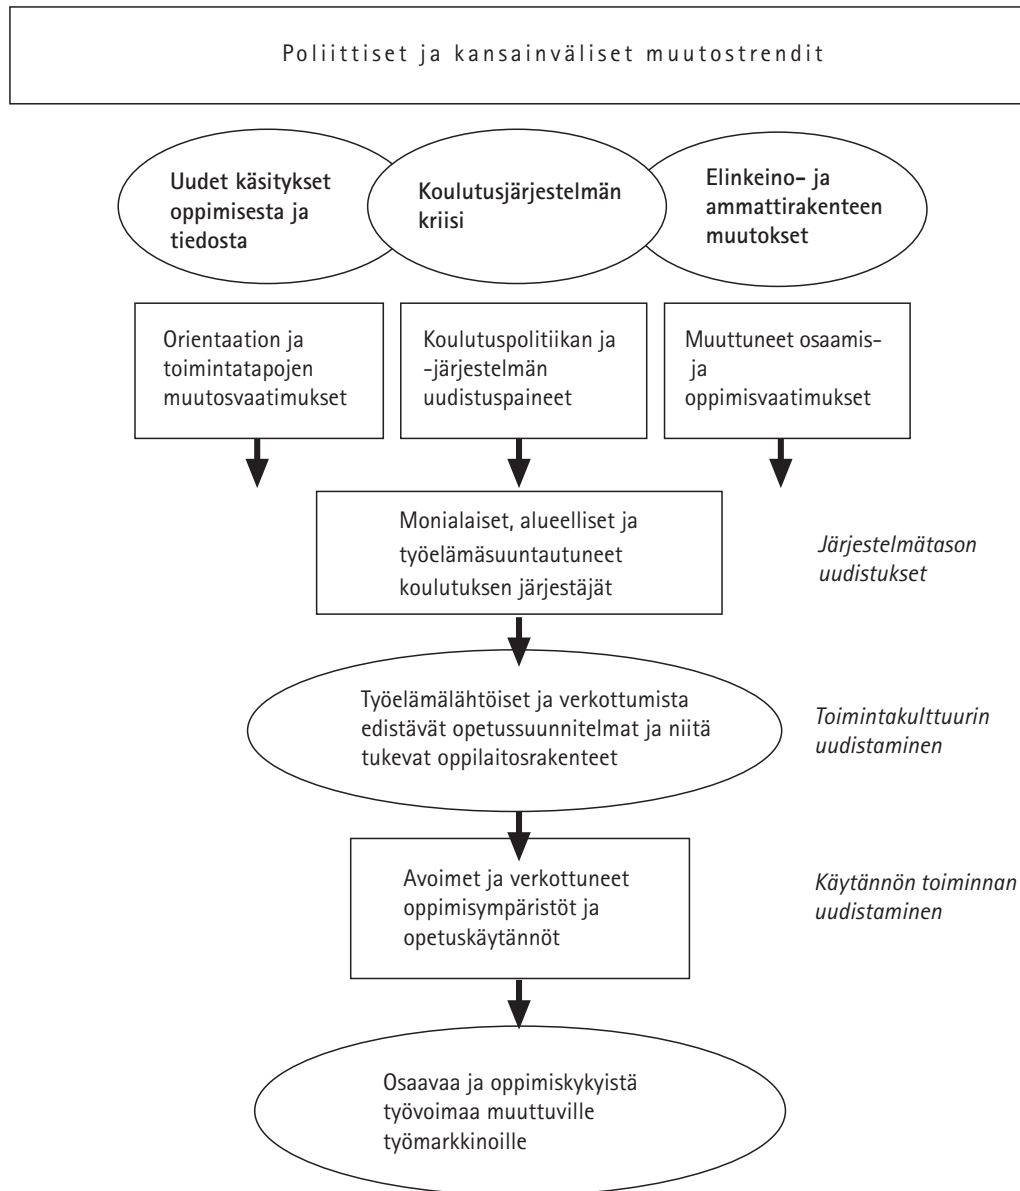 Poliittiset ja kansainväliset muutostrendit
Uudet käsitykset
oppimisesta ja
tiedosta
Koulutusjärjestelmän
kriisi
Elinkeino- ja
ammattirakenteen
muutokset
Orientaation ja
toimintatapojen
muutosvaatimukset
Koulutuspolitiikan ja
-järjestelmän
uudistuspaineet
Muuttuneet osaamis-
ja
oppimisvaatimukset
Monialaiset, alueelliset ja
työelämäsuuntautuneet
koulutuksen järjestäjät
Järjestelmätason
uudistukset
Työelämälähtöiset ja verkottumista
edistävät opetussuunnitelmat ja niitä
tukevat oppilaitosrakenteet
Toimintakulttuurin
uudistaminen
Avoimet ja verkottuneet
oppimisympäristöt ja
opetuskäytännöt
Käytännön toiminnan
uudistaminen
Osaavaa ja oppimiskykyistä
työvoimaa muuttuville
työmarkkinoille